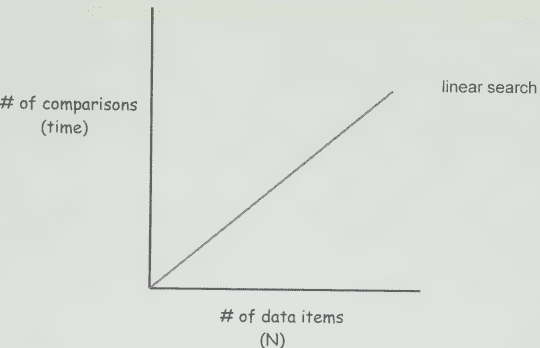 # of comparisons
(time)
linear search
# of data items
(N)